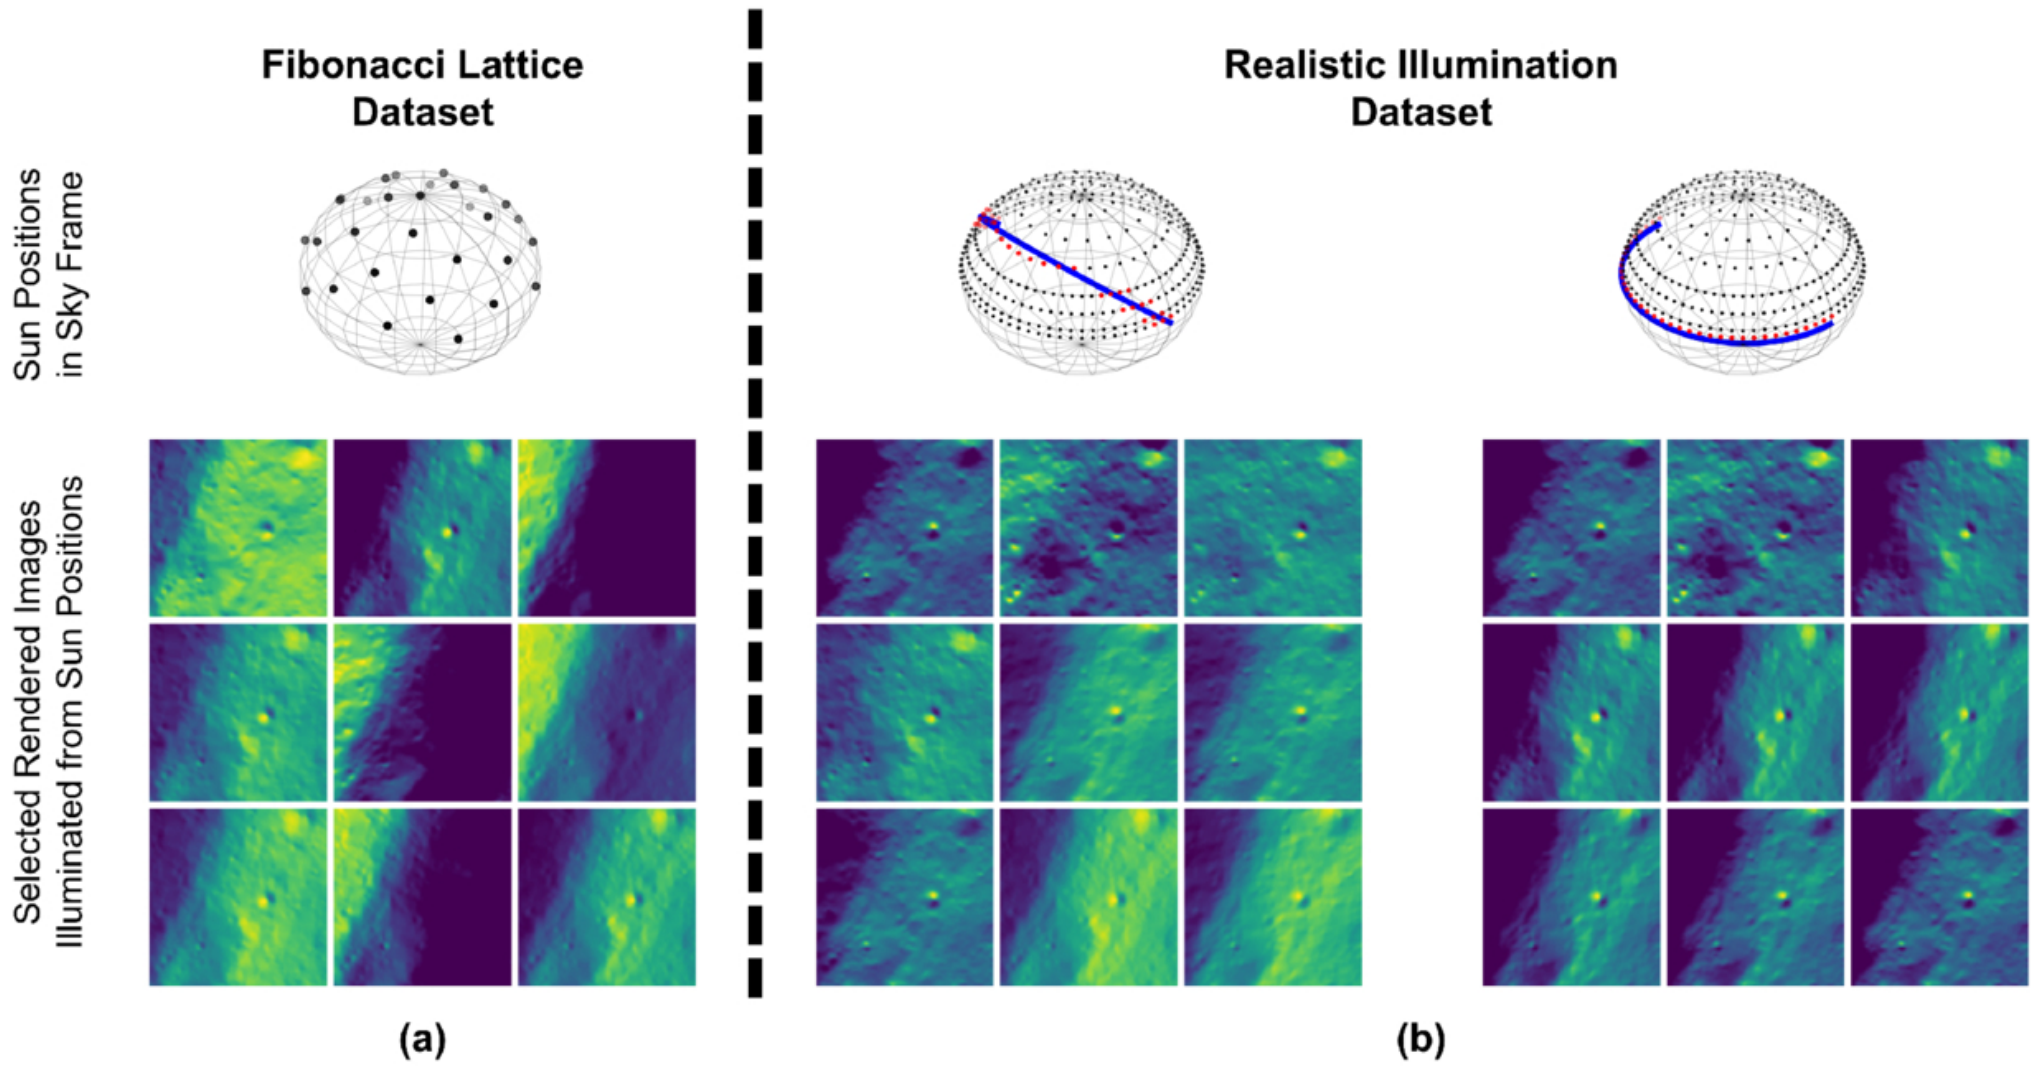 Fibonacci Lattice
Dataset
Realistic Illumination
Dataset
Sun Positions
in Sky Frame
Selected Rendered Images
Illuminated from Sun Positions
(a)
(b)